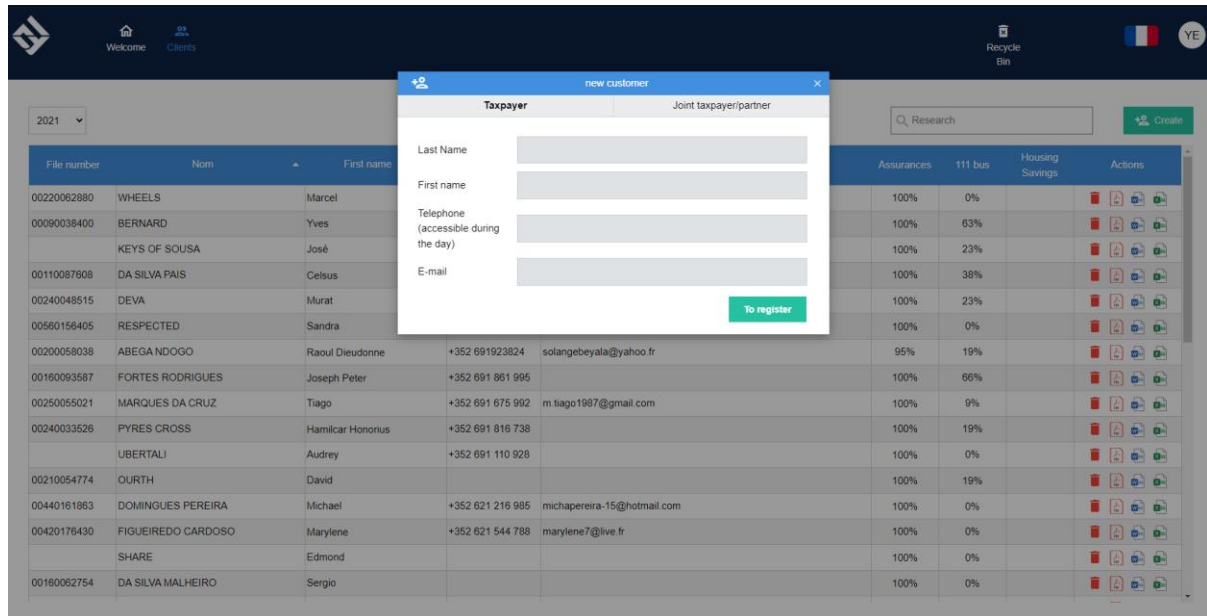 Welcome
Clients
Recycle
Bin
YE
new customer ×
Taxpayer Joint taxpayer/partner
Last Name
First name
Telephone
(accessible during
the day)
E-mail
To register
2021
Research
Create
File number Nom First name Assurances 111 bus Housing Savings Actions
00220062880 WHEELS Marcel 100% 0%
00090038400 BERNARD Yves 100% 63%
KEYS OF SOUSA José 100% 23%
00110087608 DA SILVA PAIS Celsus 100% 38%
00240048515 DEVA Murat 100% 23%
00560156405 RESPECTED Sandra 100% 0%
00200058038 ABEGA NDOGO Raoul Dieudonne +352 691923824 solangebeyala@yahoo.fr 95% 19%
00160093587 FORTES RODRIGUES Joseph Peter +352 691 861 995 100% 66%
00250055021 MARQUES DA CRUZ Tiago +352 691 675 992 m.tiago1987@gmail.com 100% 9%
00240033526 PYRES CROSS Hamilcar Honorius +352 691 816 738 100% 19%
UBERTALI Audrey +352 691 110 928 100% 0%
00210054774 OURTH David 100% 19%
00440161863 DOMINGUES PEREIRA Michael +352 621 216 985 michapereira-15@hotmail.com 100% 0%
00420176430 FIGUEIREDO CARDOSO Marylene +352 621 544 788 marylene7@live.fr 100% 0%
SHARE Edmond 100% 0%
00160062754 DA SILVA MALHEIRO Sergio 100% 0%